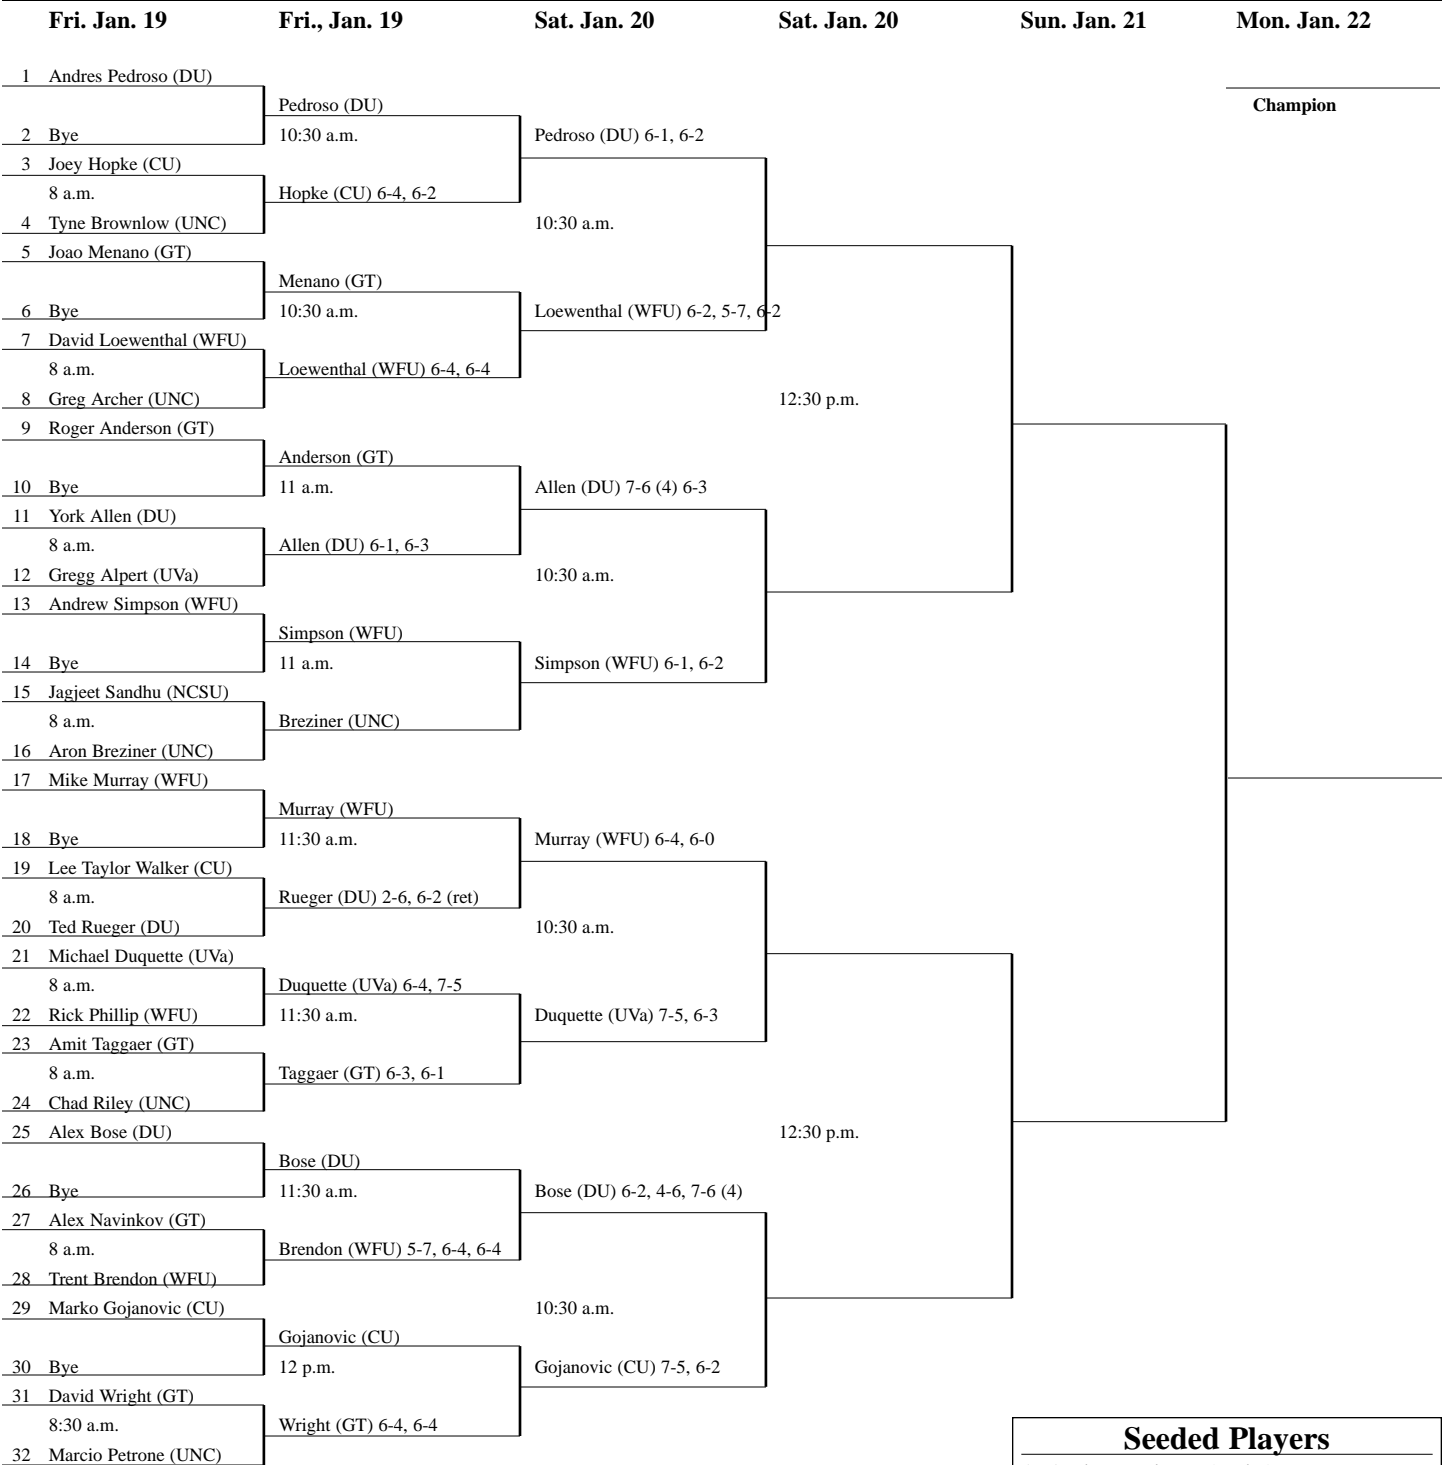 Fri. Jan. 19 Fri., Jan. 19 Sat. Jan. 20 Sat. Jan. 20 Sun. Jan. 21 Mon. Jan. 22
1 Andres Pedroso (DU)
Pedroso (DU) Champion
2 Bye 10:30 a.m. Pedroso (DU) 6-1, 6-2
3 Joey Hopke (CU)
8 a.m. Hopke (CU) 6-4, 6-2
4 Tyne Brownlow (UNC) 10:30 a.m.
5 Joao Menano (GT)
Menano (GT)
6 Bye 10:30 a.m. Loewenthal (WFU) 6-2, 5-7, 6-2
7 David Loewenthal (WFU)
8 a.m. Loewenthal (WFU) 6-4, 6-4
8 Greg Archer (UNC) 12:30 p.m.
9 Roger Anderson (GT)
Anderson (GT)
10 Bye 11 a.m. Allen (DU) 7-6 (4) 6-3
11 York Allen (DU)
8 a.m. Allen (DU) 6-1, 6-3
12 Gregg Alpert (UVa) 10:30 a.m.
13 Andrew Simpson (WFU)
Simpson (WFU)
14 Bye 11 a.m. Simpson (WFU) 6-1, 6-2
15 Jagjeet Sandhu (NCSU)
8 a.m. Breziner (UNC)
16 Aron Breziner (UNC)
17 Mike Murray (WFU)
Murray (WFU)
18 Bye 11:30 a.m. Murray (WFU) 6-4, 6-0
19 Lee Taylor Walker (CU)
8 a.m. Rueger (DU) 2-6, 6-2 (ret)
20 Ted Rueger (DU) 10:30 a.m.
21 Michael Duquette (UVa)
8 a.m. Duquette (UVa) 6-4, 7-5
22 Rick Phillip (WFU) 11:30 a.m. Duquette (UVa) 7-5, 6-3
23 Amit Taggaer (GT)
8 a.m. Taggaer (GT) 6-3, 6-1
24 Chad Riley (UNC)
25 Alex Bose (DU) 12:30 p.m.
Bose (DU)
26 Bye 11:30 a.m. Bose (DU) 6-2, 4-6, 7-6 (4)
27 Alex Navinkov (GT)
8 a.m. Brendon (WFU) 5-7, 6-4, 6-4
28 Trent Brendon (WFU)
29 Marko Gojanovic (CU) 10:30 a.m.
Gojanovic (CU)
30 Bye 12 p.m. Gojanovic (CU) 7-5, 6-2
31 David Wright (GT)
8:30 a.m. Wright (GT) 6-4, 6-4
Seeded Players
32 Marcio Petrone (UNC)